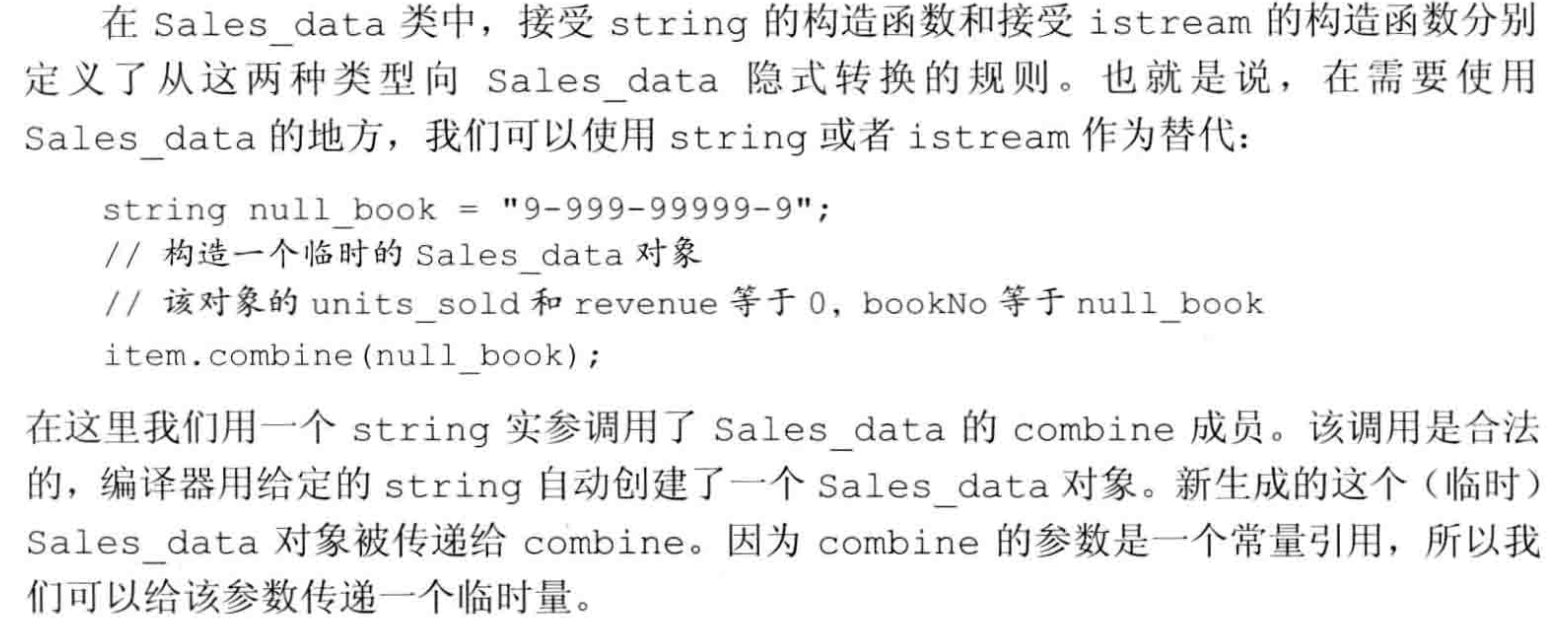 在 Sales_data 类中，接受 string 的构造函数和接受 istream 的构造函数分别
定义了从这两种类型向 Sales_data 隐式转换的规则。也就是说，在需要使用
Sales_data 的地方，我们可以使用 string 或者 istream 作为替代：
string null_book = "9-999-99999-9";
// 构造一个临时的 Sales_data 对象
// 该对象的 units_sold 和 revenue 等于 0，bookNo 等于 null_book
item.combine(null_book);
在这里我们用一个 string 实参调用了 Sales_data 的 combine 成员。该调用是合法
的，编译器用给定的 string 自动创建了一个 Sales_data 对象。新生成的这个（临时）
Sales_data 对象被传递给 combine。因为 combine 的参数是一个常量引用，所以我
们可以给该参数传递一个临时量。